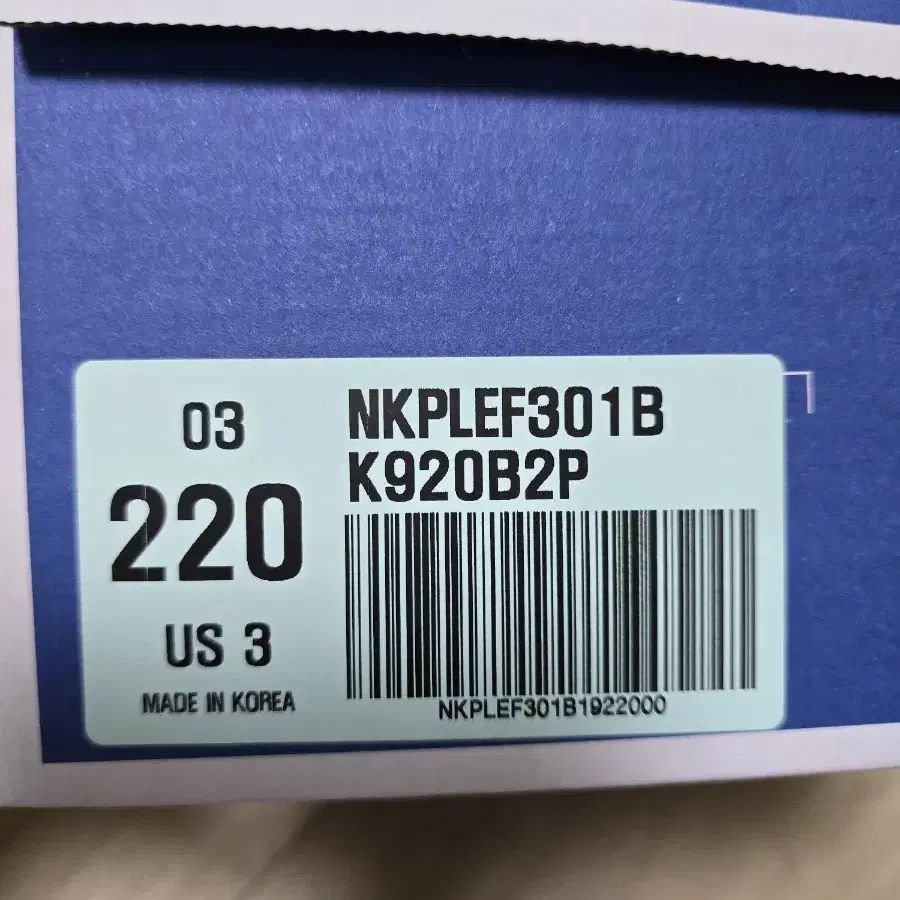 03
220
US 3
MADE IN KOREA
NKPLEF301B
K920B2P
NKPLEF301B1922000